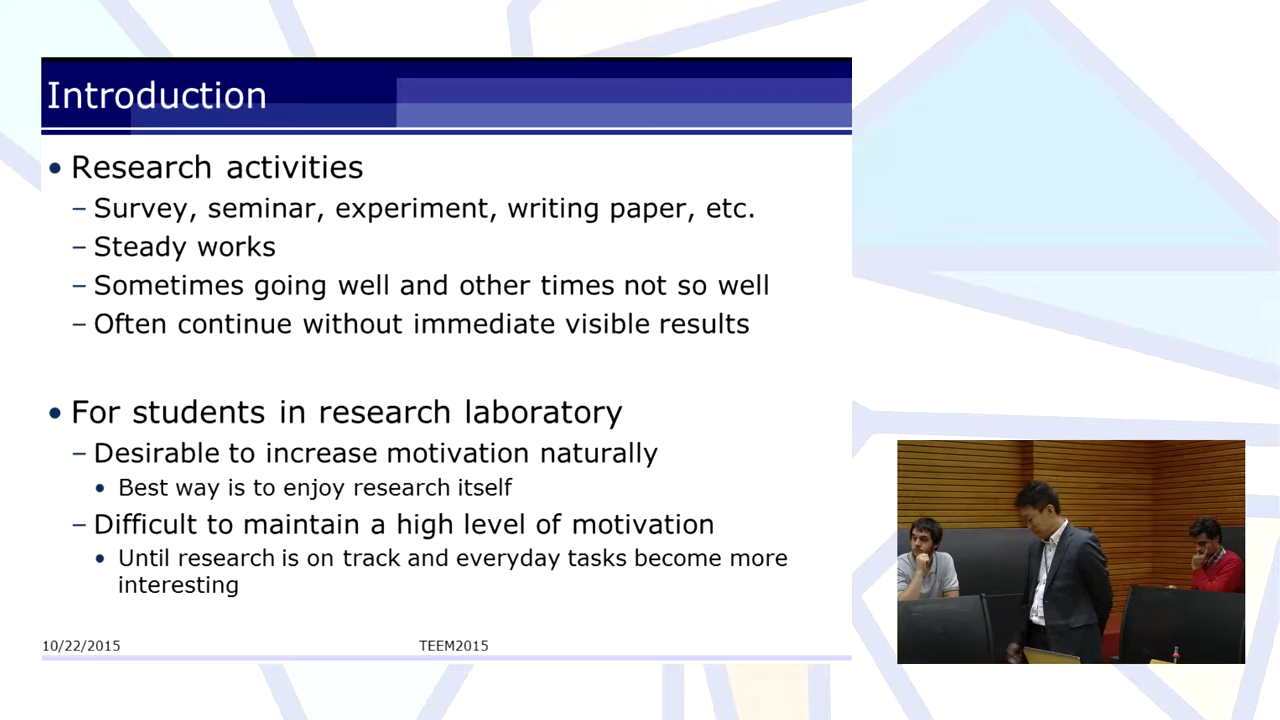 Introduction
• Research activities
– Survey, seminar, experiment, writing paper, etc.
– Steady works
– Sometimes going well and other times not so well
– Often continue without immediate visible results
• For students in research laboratory
– Desirable to increase motivation naturally
• Best way is to enjoy research itself
– Difficult to maintain a high level of motivation
• Until research is on track and everyday tasks become more
interesting
10/22/2015
TEEM2015